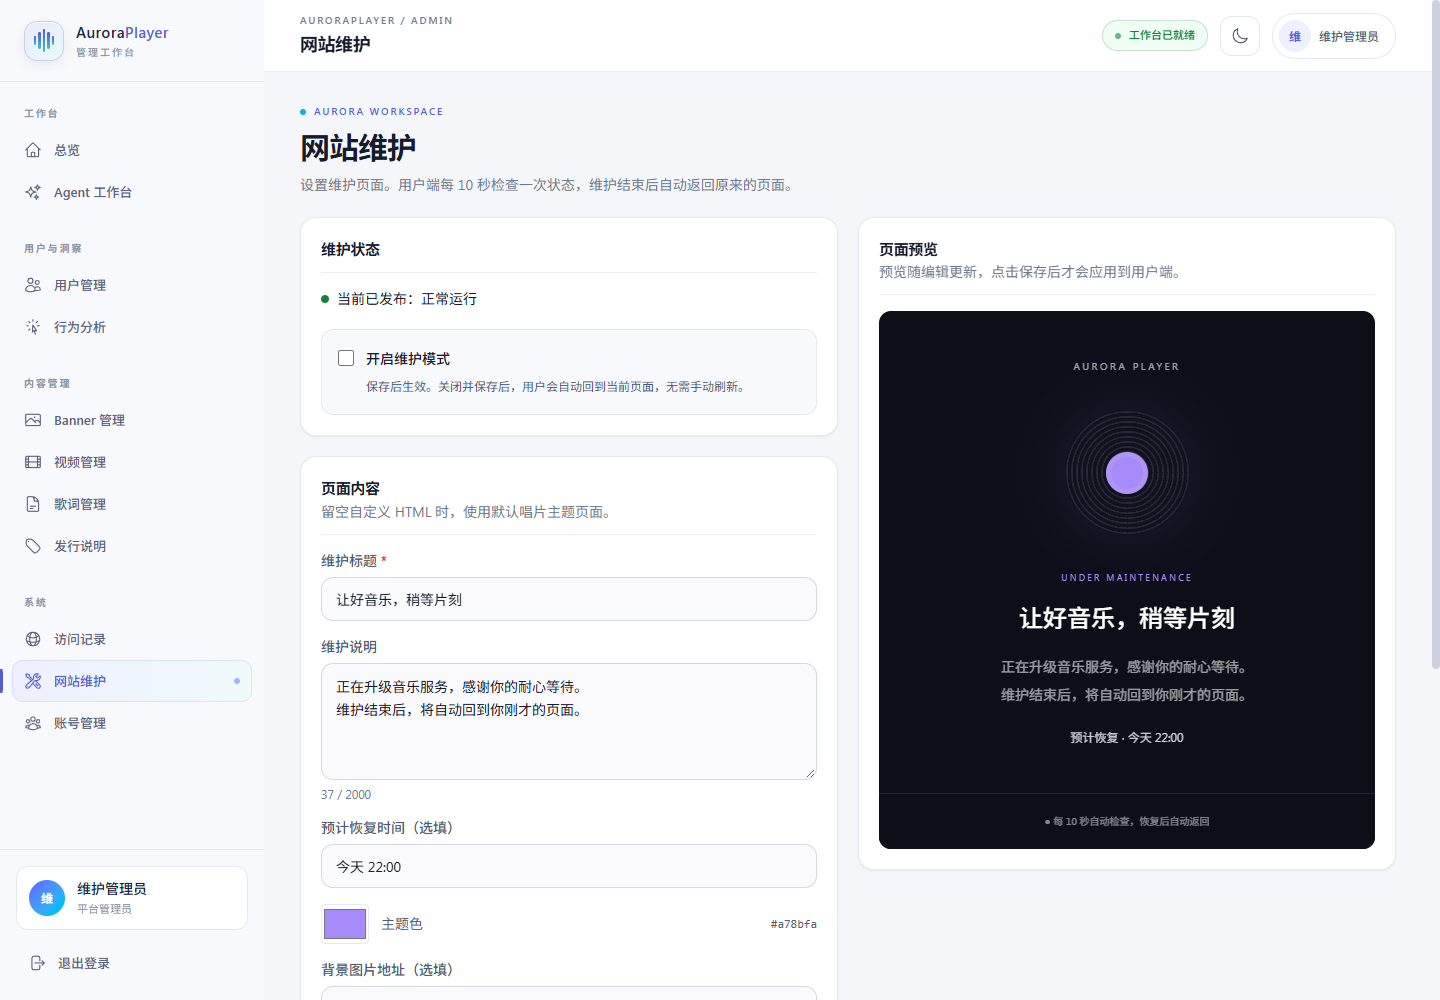 AuroraPlayer
管理工作台
工作台
总览
Agent 工作台
用户与洞察
用户管理
行为分析
内容管理
Banner 管理
视频管理
歌词管理
发行说明
系统
访问记录
网站维护
账号管理
维
维护管理员
平台管理员
退出登录
AURORAPLAYER / ADMIN
网站维护
工作台已就绪
维
维护管理员
AURORA WORKSPACE
网站维护
设置维护页面。用户端每 10 秒检查一次状态，维护结束后自动返回原来的页面。
维护状态
当前已发布：正常运行
开启维护模式
保存后生效。关闭并保存后，用户会自动回到当前页面，无需手动刷新。
页面内容
留空自定义 HTML 时，使用默认唱片主题页面。
维护标题 *
让好音乐，稍等片刻
维护说明
正在升级音乐服务，感谢你的耐心等待。
维护结束后，将自动回到你刚才的页面。
37 / 2000
预计恢复时间（选填）
今天 22:00
主题色
#a78bfa
背景图片地址（选填）
页面预览
预览随编辑更新，点击保存后才会应用到用户端。
AURORA PLAYER
UNDER MAINTENANCE
让好音乐，稍等片刻
正在升级音乐服务，感谢你的耐心等待。
维护结束后，将自动回到你刚才的页面。
预计恢复 · 今天 22:00
每 10 秒自动检查，恢复后自动返回